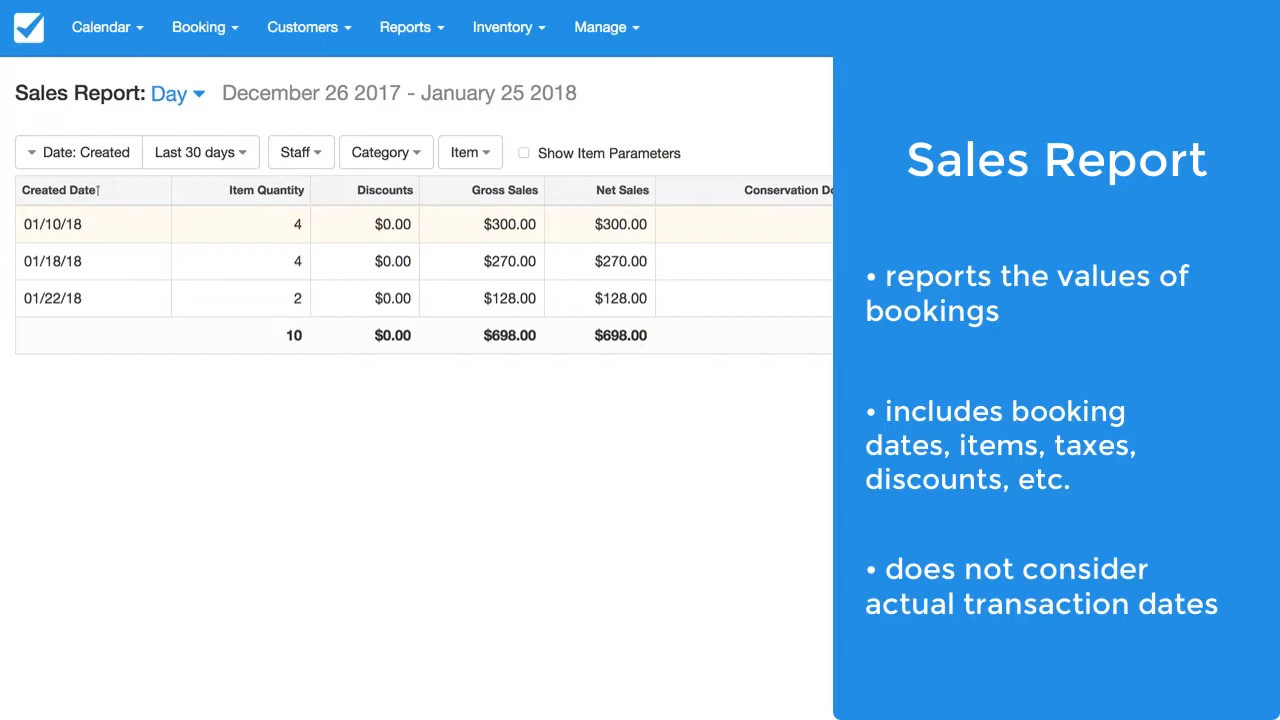 Calendar Booking Customers Reports Inventory Manage
Sales Report: Day December 26 2017 - January 25 2018
Date: Created Last 30 days Staff Category Item Show Item Parameters
Created Date↑ Item Quantity Discounts Gross Sales Net Sales Conservation
01/10/18 4 $0.00 $300.00 $300.00
01/18/18 4 $0.00 $270.00 $270.00
01/22/18 2 $0.00 $128.00 $128.00
10 $0.00 $698.00 $698.00
Sales Report
• reports the values of
bookings
• includes booking
dates, items, taxes,
discounts, etc.
• does not consider
actual transaction dates